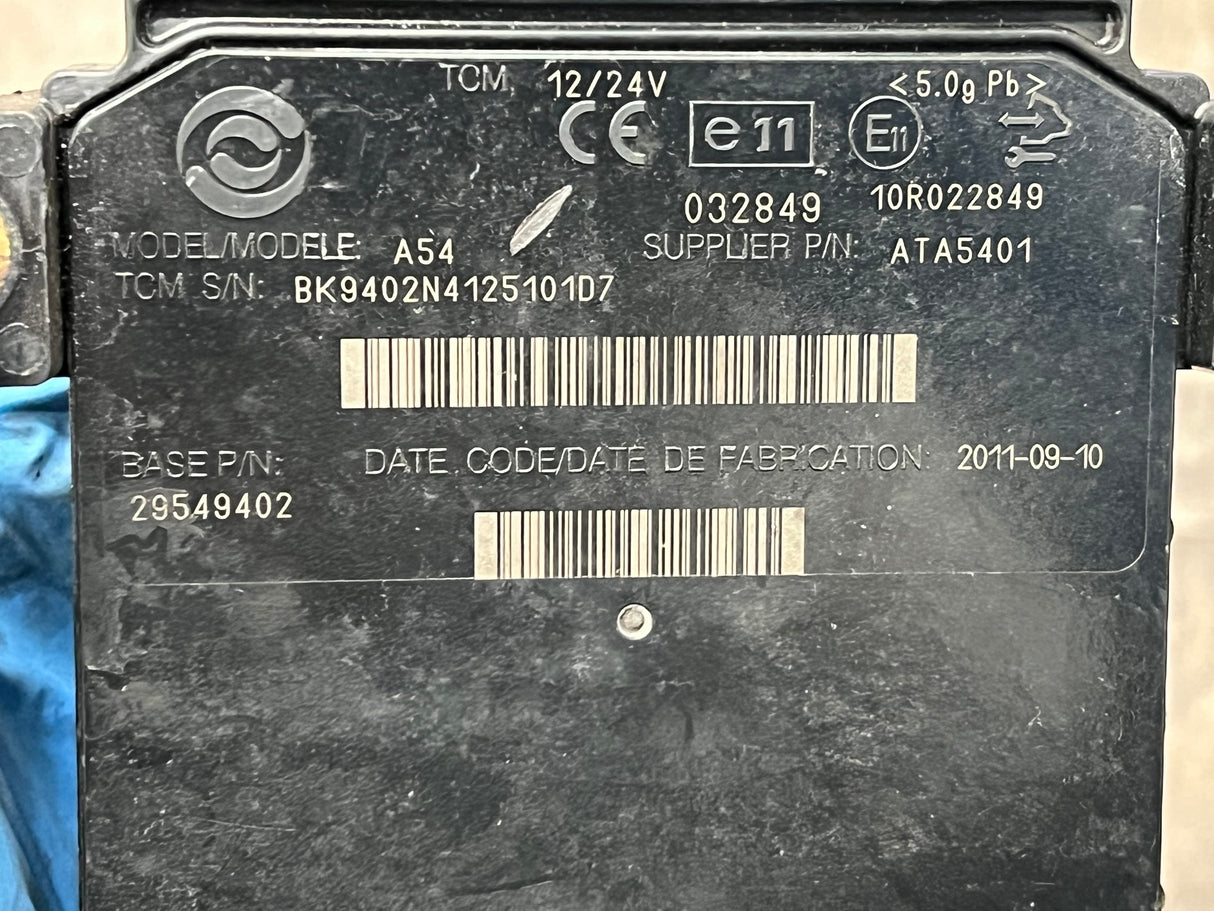 TCM 12/24V <5.0g Pb>
CE e11 E11
032849 10R022849
MODEL/MODELE: A54 SUPPLIER P/N: ATA5401
TCM S/N: BK9402N4125101D7
BASE P/N: DATE CODE/DATE DE FABRICATION: 2011-09-10
29549402